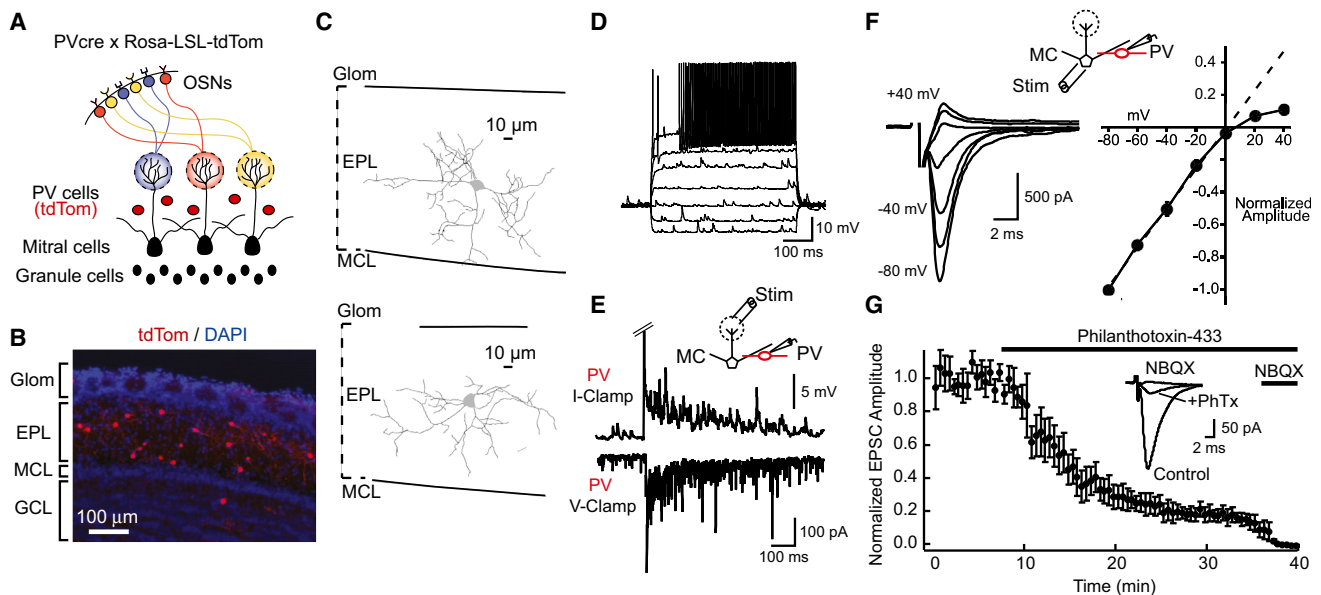 A
PVcre x Rosa-LSL-tdTom
OSNs
PV cells
(tdTom)
Mitral cells
Granule cells
B
tdTom / DAPI
Glom
EPL
MCL
GCL
100 µm
C
Glom
10 µm
EPL
MCL
Glom
10 µm
EPL
MCL
D
10 mV
100 ms
E
Stim
MC
PV
PV
I-Clamp
5 mV
PV
V-Clamp
100 pA
100 ms
F
MC
PV
Stim
+40 mV
-40 mV
-80 mV
500 pA
2 ms
mV
-80 -60 -40 -20 0 20 40
0.4
0.2
-0.4
-0.6
-0.8
-1.0
Normalized
Amplitude
G
Philanthotoxin-433
NBQX
NBQX
+PhTx
50 pA
2 ms
Control
Normalized EPSC Amplitude
1.0
0.8
0.6
0.4
0.2
0.0
0 10 20 30 40
Time (min)